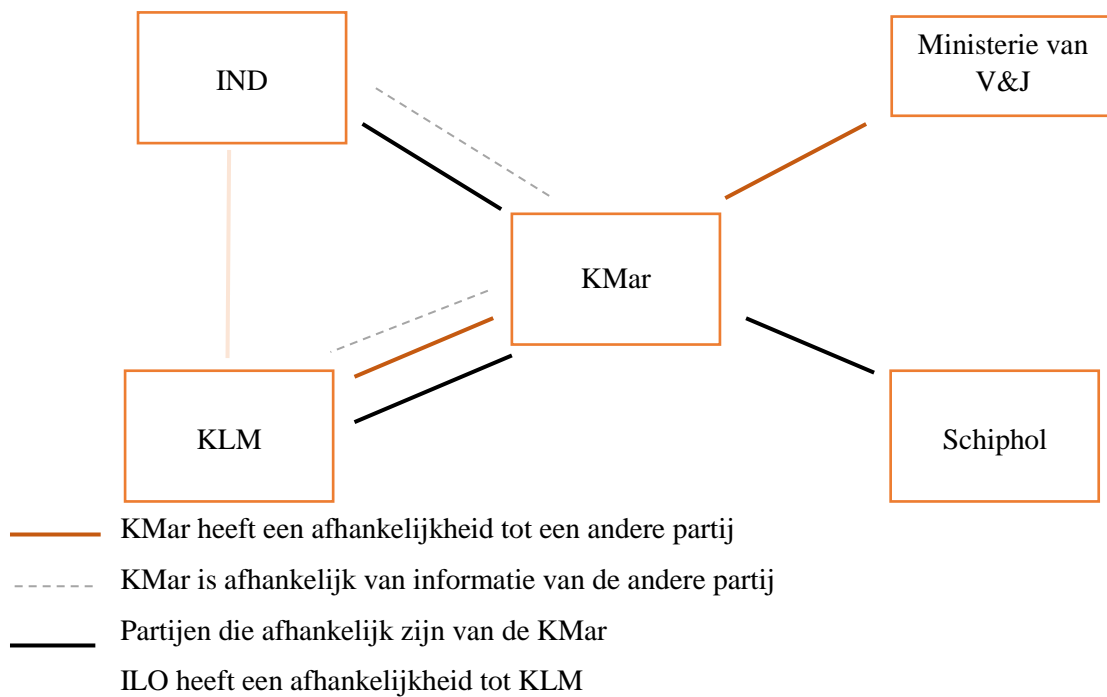 IND
Ministerie van
V&J
KMar
KLM
Schiphol
KMar heeft een afhankelijkheid tot een andere partij
KMar is afhankelijk van informatie van de andere partij
Partijen die afhankelijk zijn van de KMar
ILO heeft een afhankelijkheid tot KLM